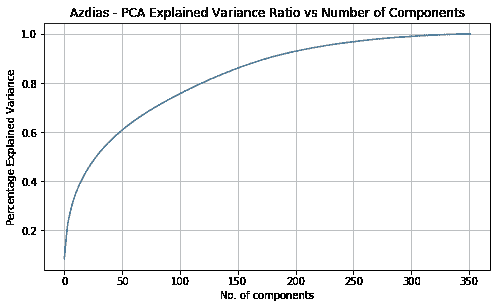 Azdias - PCA Explained Variance Ratio vs Number of Components
Percentage Explained Variance
1.0
0.8
0.6
0.4
0.2
0 50 100 150 200 250 300 350
No. of components